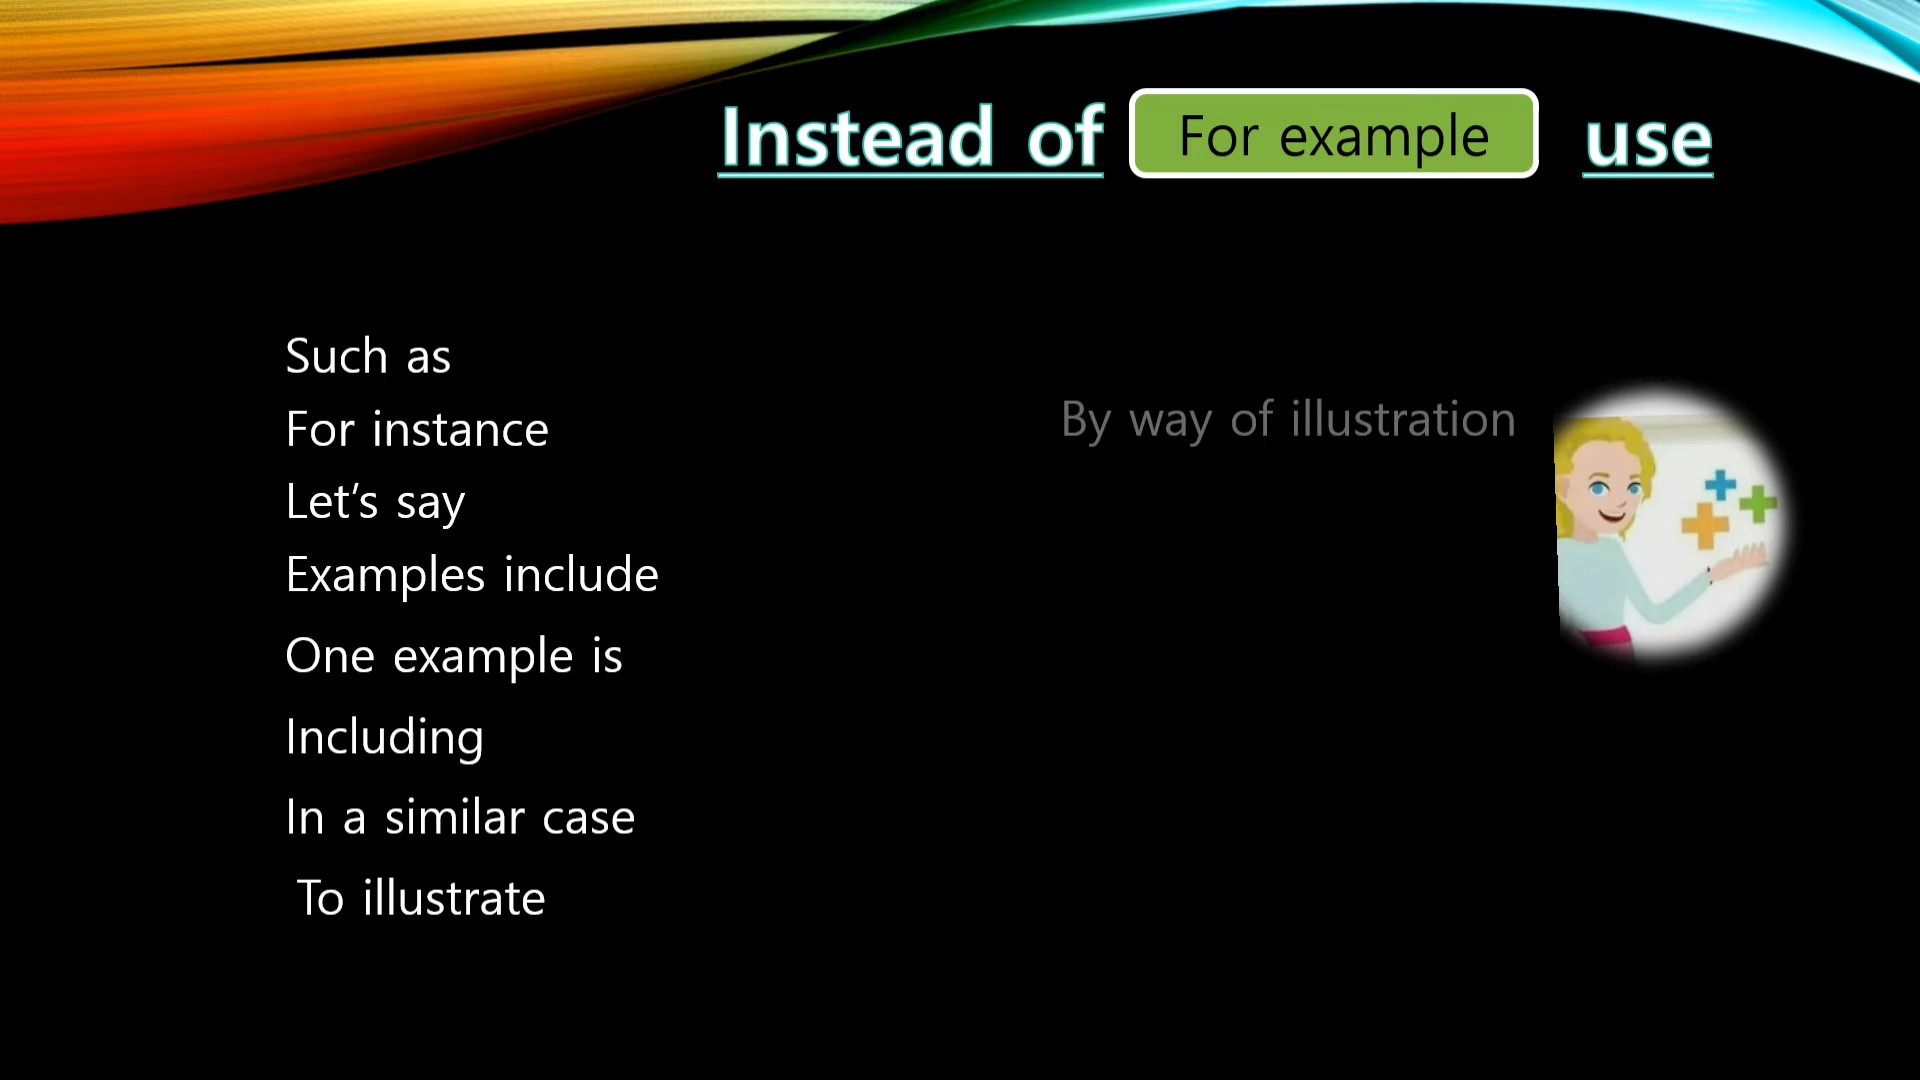 Instead of For example use
Such as
For instance
Let’s say
Examples include
One example is
Including
In a similar case
To illustrate
By way of illustration